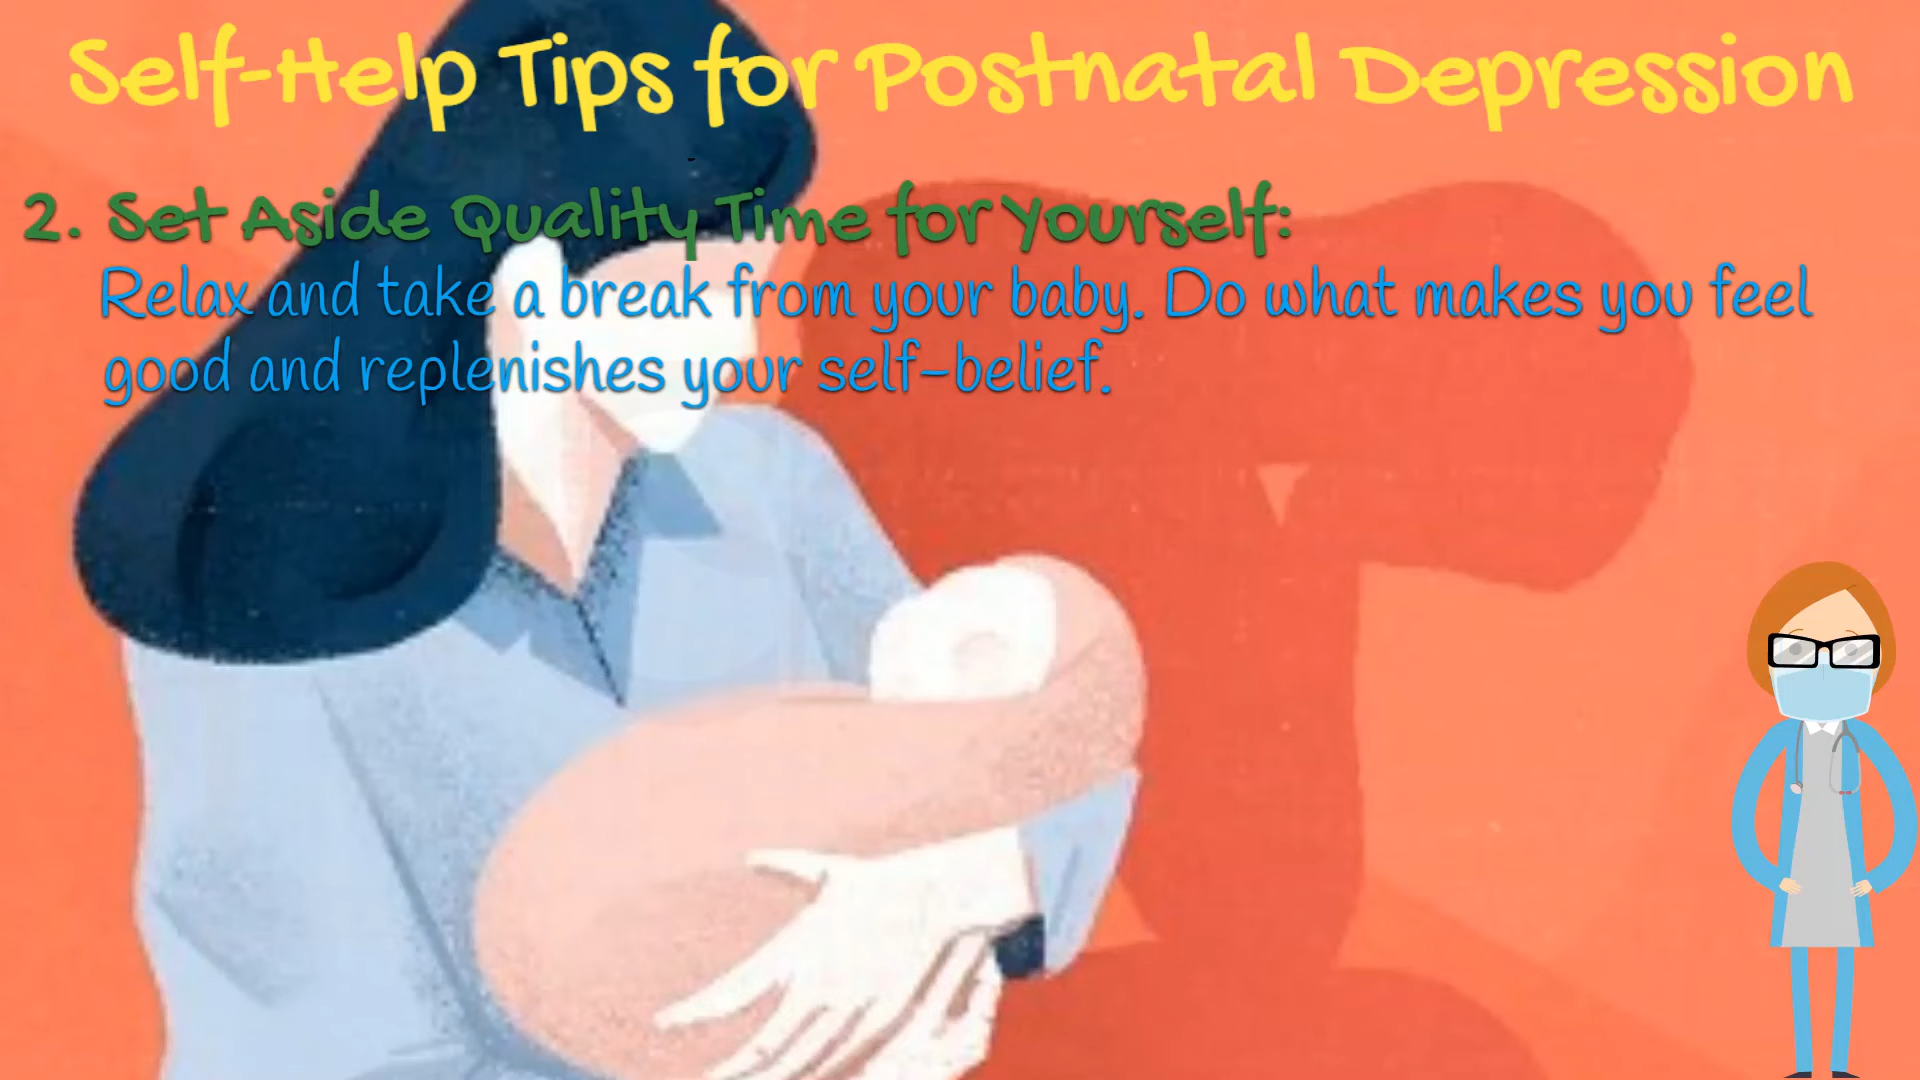 Self-Help Tips for Postnatal Depression
2. Set Aside Quality Time for Yourself:
Relax and take a break from your baby. Do what makes you feel
good and replenishes your self-belief.